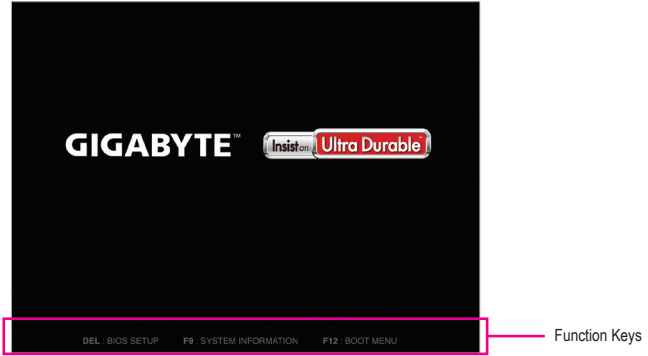 GIGABYTE™ Insist on Ultra Durable™
DEL : BIOS SETUP F9 : SYSTEM INFORMATION F12 : BOOT MENU
Function Keys